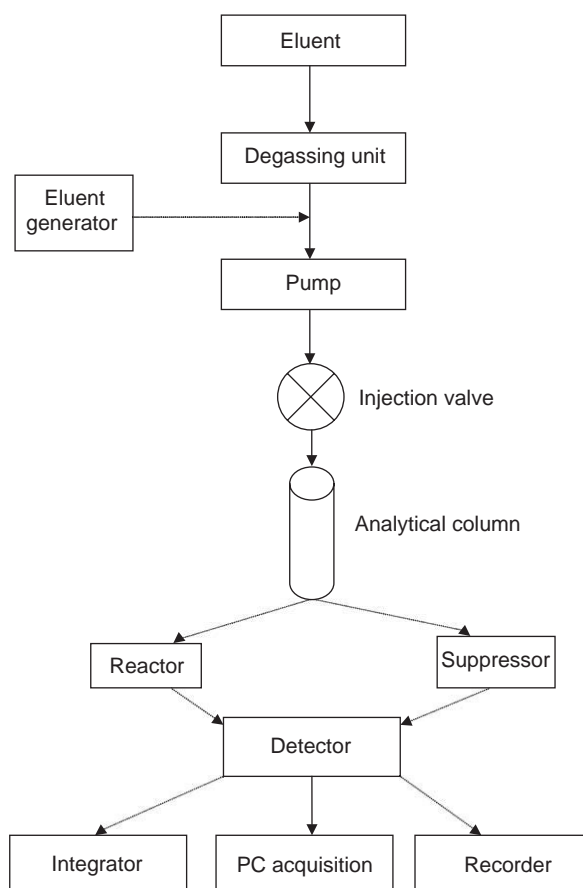 Eluent
Degassing unit
Eluent
generator
Pump
Injection valve
Analytical column
Reactor
Suppressor
Detector
Integrator
PC acquisition
Recorder